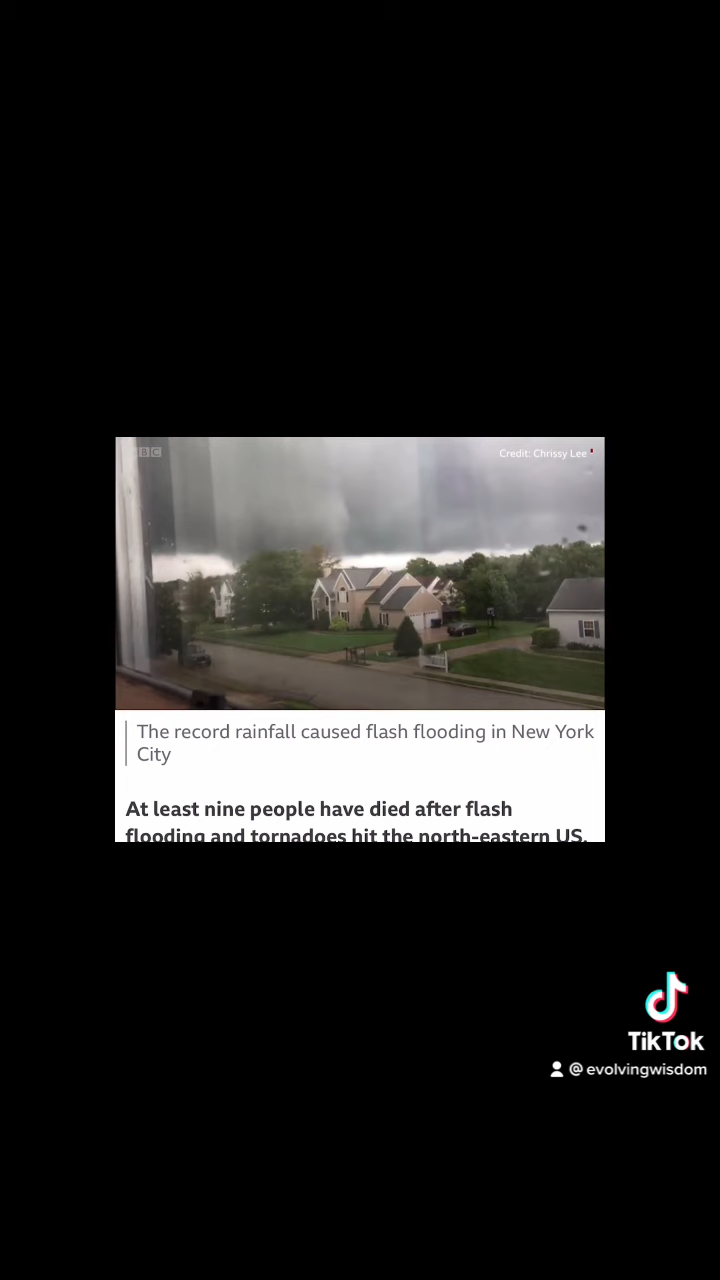 BBC
Credit: Chrissy Lee
The record rainfall caused flash flooding in New York
City
At least nine people have died after flash
flooding and tornadoes hit the north-eastern US,
TikTok
@evolvingwisdom